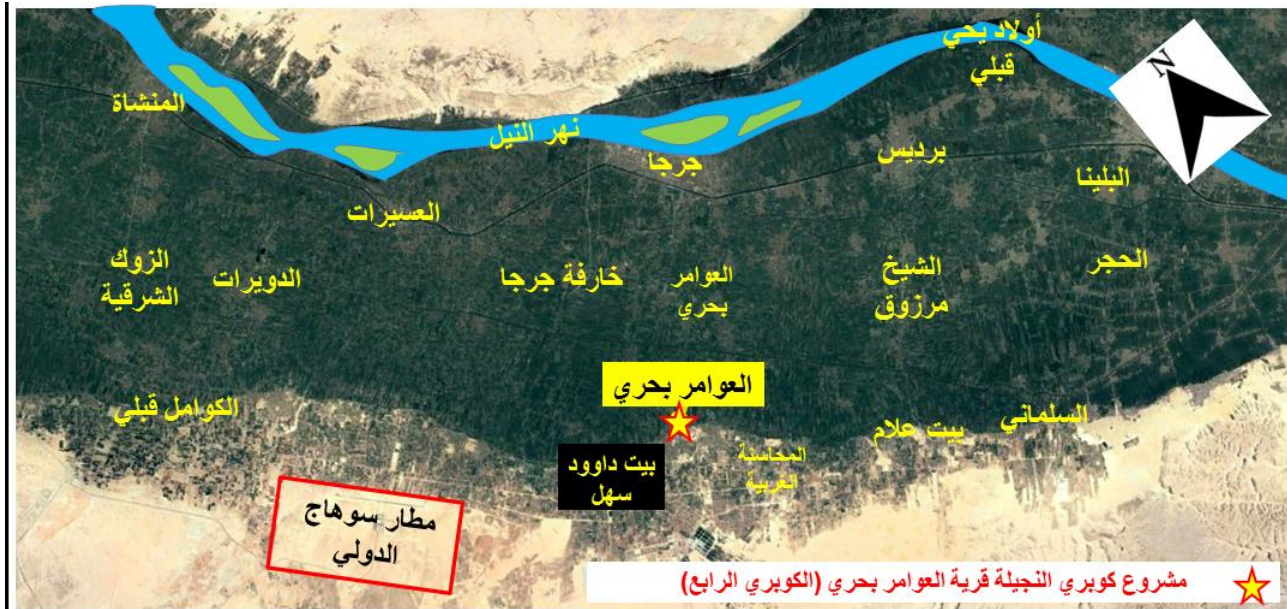 أولاد يحي
قبلي
N
المنشاة
نهر النيل
جرجا
برديس
البلينا
العسيرات
الزوك
الشرقية
الدويرات
خارفة جرجا
العوامر
بحري
الشيخ
مرزوق
الحجر
العوامر بحري
الكوامل قبلي
السلماني
بيت علام
المحاسنة
الغربية
بيت داوود
سهل
مطار سوهاج
الدولي
مشروع كوبري النجيلة قرية العوامر بحري (الكوبري الرابع)